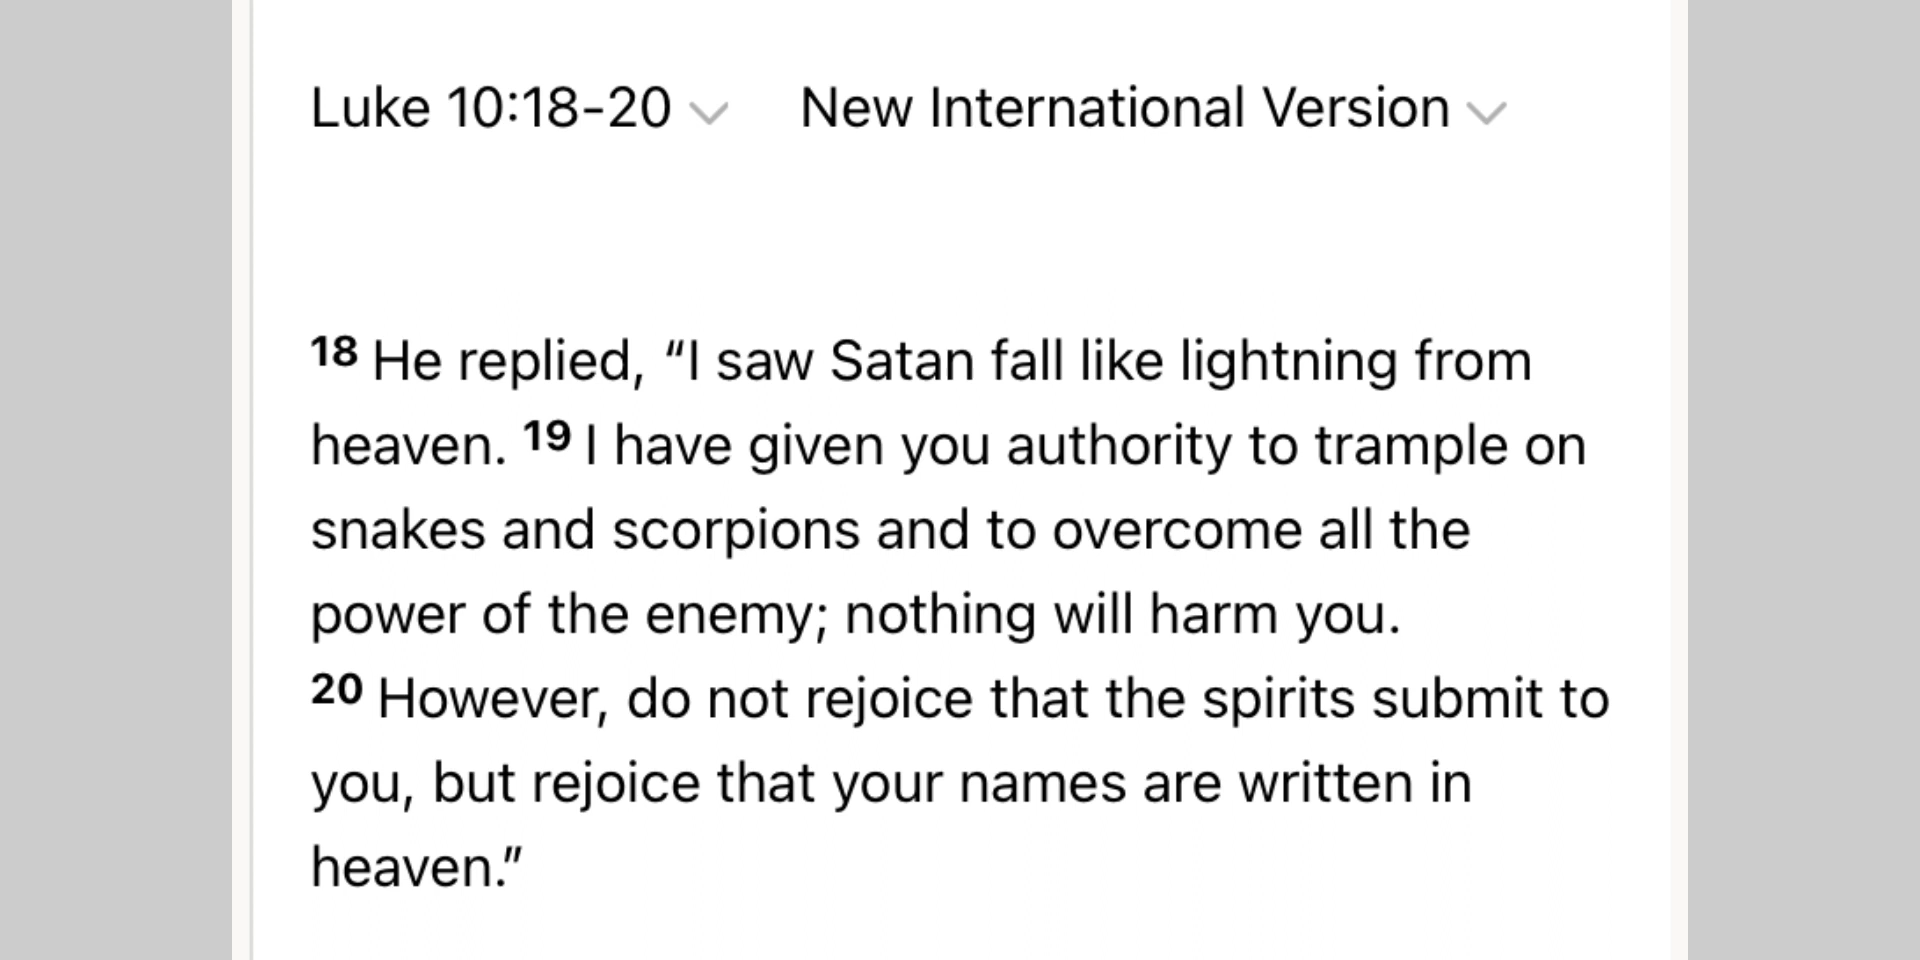 Luke 10:18-20 New International Version
18 He replied, “I saw Satan fall like lightning from
heaven. 19 I have given you authority to trample on
snakes and scorpions and to overcome all the
power of the enemy; nothing will harm you.
20 However, do not rejoice that the spirits submit to
you, but rejoice that your names are written in
heaven.”